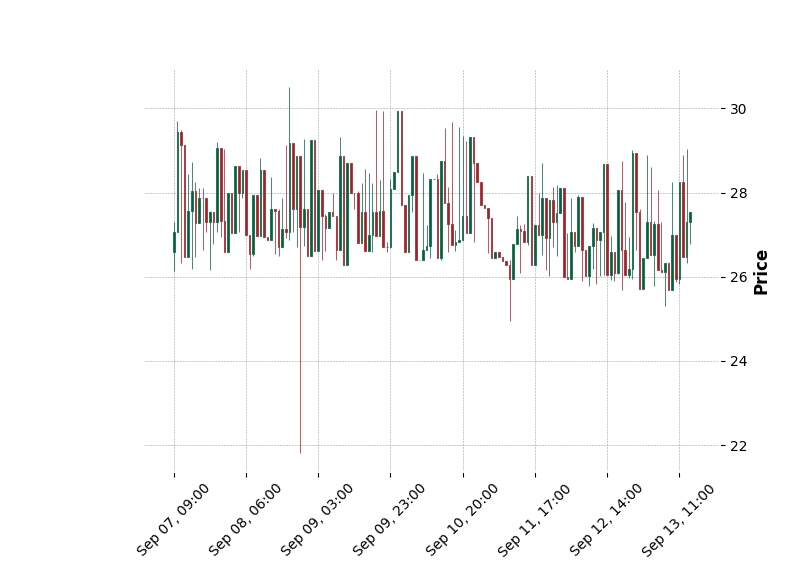 30
28
26
24
22
Price
Sep 07, 09:00
Sep 08, 06:00
Sep 09, 03:00
Sep 09, 23:00
Sep 10, 20:00
Sep 11, 17:00
Sep 12, 14:00
Sep 13, 11:00